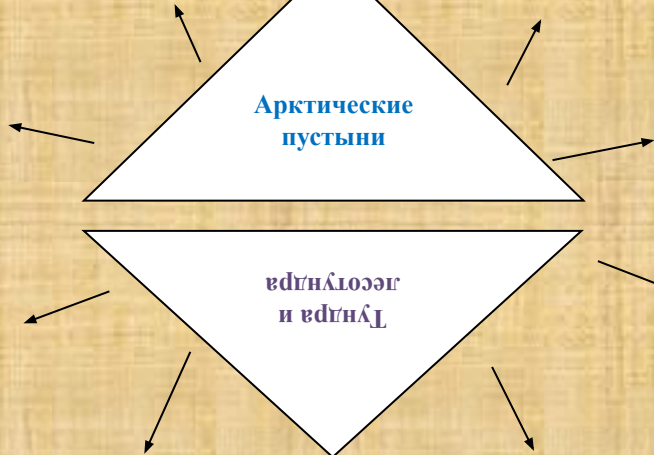 Арктические
пустыни
Тундра и
лесотундра